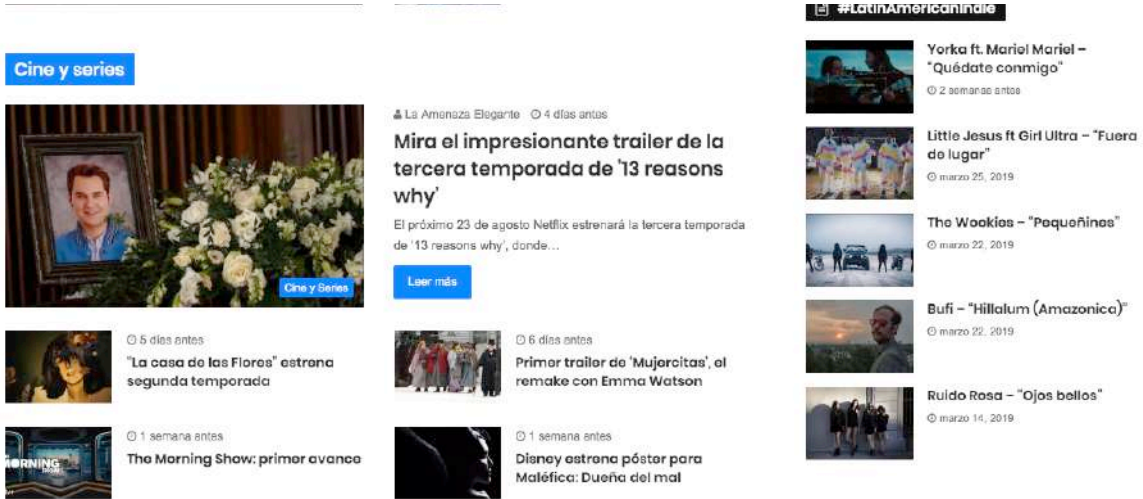 #LatinAmericanIndie
Cine y series
La Amenaza Elegante 4 días antes
Mira el impresionante trailer de la
tercera temporada de '13 reasons
why'
El próximo 23 de agosto Netflix estrenará la tercera temporada
de '13 reasons why', donde...
Leer más
Cine y Series
5 días antes
"La casa de las Flores" estrena
segunda temporada
6 días antes
Primer trailer de 'Mujercitas', el
remake con Emma Watson
MORNING
1 semana antes
The Morning Show: primer avance
1 semana antes
Disney estrena póster para
Maléfica: Dueña del mal
Yorka ft. Mariel Mariel –
"Quédate conmigo"
2 semanas antes
Little Jesus ft Girl Ultra – "Fuera
de lugar"
marzo 25, 2019
The Wookies – "Pequeñines"
marzo 22, 2019
Bufi – "Hillalum (Amazonica)"
marzo 22, 2019
Ruido Rosa – "Ojos bellos"
marzo 14, 2019